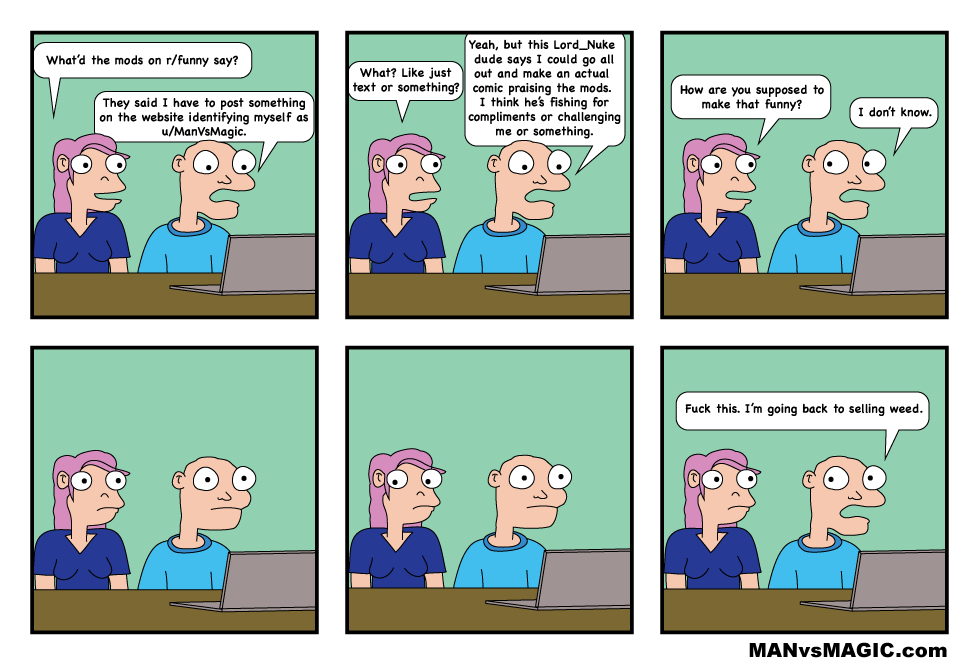 What'd the mods on r/funny say?
They said I have to post something
on the website identifying myself as
u/ManVsMagic.
What? Like just
text or something?
Yeah, but this Lord_Nuke
dude says I could go all
out and make an actual
comic praising the mods.
I think he's fishing for
compliments or challenging
me or something.
How are you supposed to
make that funny?
I don't know.
Fuck this. I'm going back to selling weed.
MANvsMAGIC.com